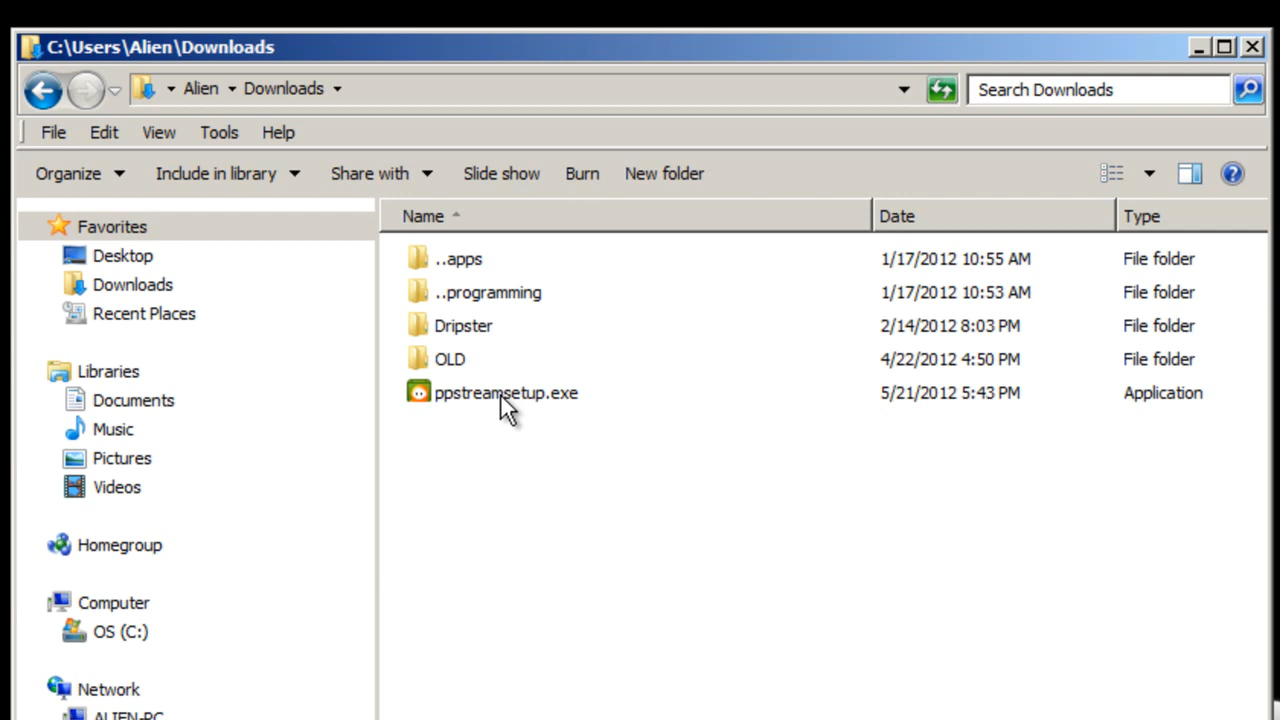 C:\Users\Alien\Downloads
Alien Downloads Search Downloads
File Edit View Tools Help
Organize Include in library Share with Slide show Burn New folder
Favorites
Desktop
Downloads
Recent Places
Libraries
Documents
Music
Pictures
Videos
Homegroup
Computer
OS (C:)
Network
ALIEN-PC
Name Date Type
..apps 1/17/2012 10:55 AM File folder
..programming 1/17/2012 10:53 AM File folder
Dripster 2/14/2012 8:03 PM File folder
OLD 4/22/2012 4:50 PM File folder
ppstreamsetup.exe 5/21/2012 5:43 PM Application